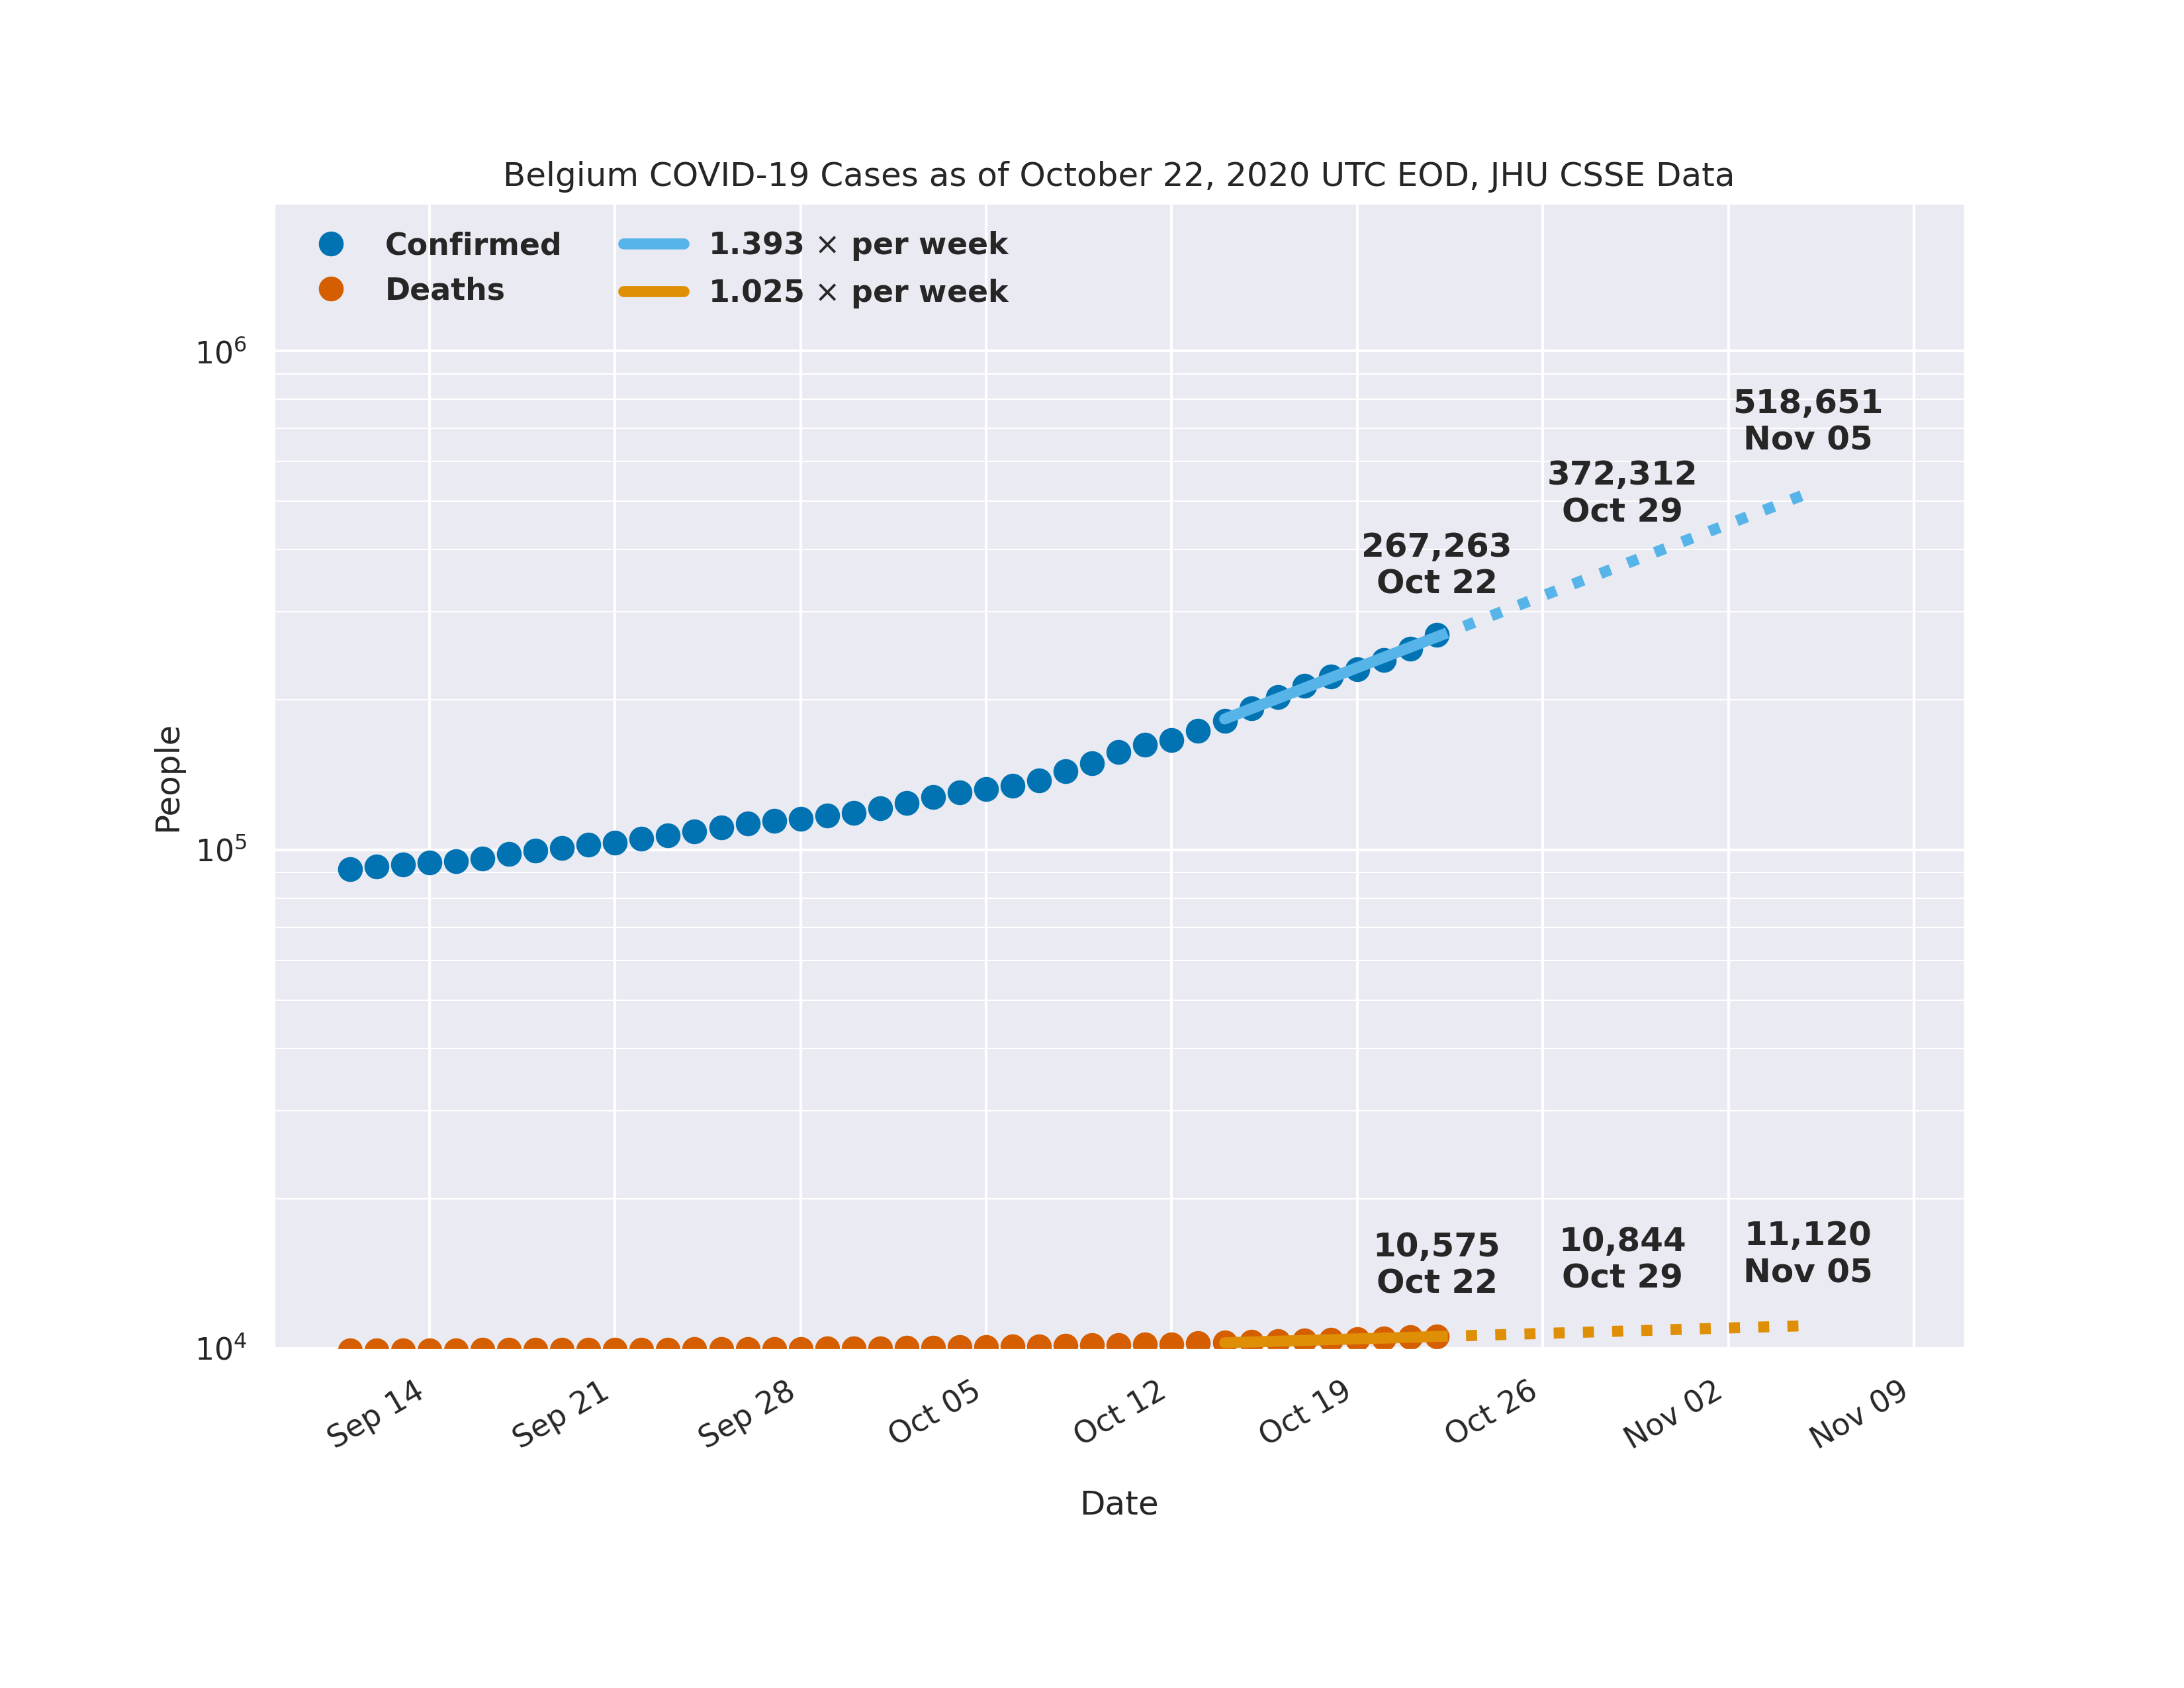 Belgium COVID-19 Cases as of October 22, 2020 UTC EOD, JHU CSSE Data
Confirmed
Deaths
1.393 × per week
1.025 × per week
10⁶
10⁵
10⁴
People
518,651
Nov 05
372,312
Oct 29
267,263
Oct 22
10,575
Oct 22
10,844
Oct 29
11,120
Nov 05
Sep 14
Sep 21
Sep 28
Oct 05
Oct 12
Oct 19
Oct 26
Nov 02
Nov 09
Date